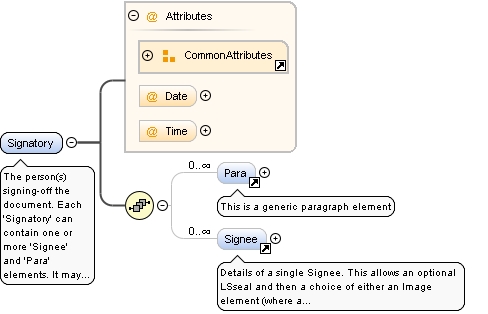 @ Attributes
CommonAttributes
@ Date
@ Time
Signatory
The person(s)
signing-off the
document. Each
'Signatory' can
contain one or
more 'Signee'
and 'Para'
elements. It may...
0..∞
Para
This is a generic paragraph element
0..∞
Signee
Details of a single Signee. This allows an optional
LSseal and then a choice of either an Image
element (where a...